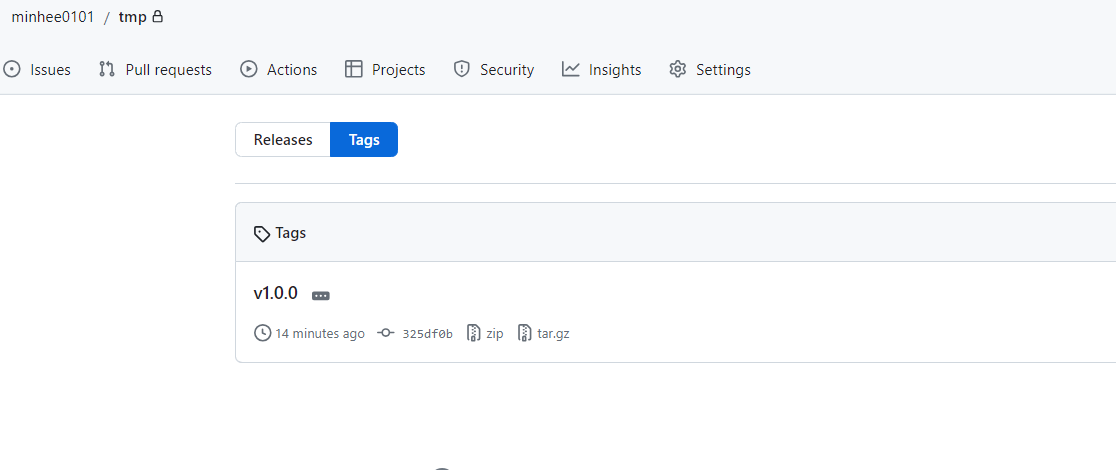 minhee0101 / tmp
Issues Pull requests Actions Projects Security Insights Settings
Releases Tags
Tags
v1.0.0 ...
14 minutes ago 325df0b zip tar.gz